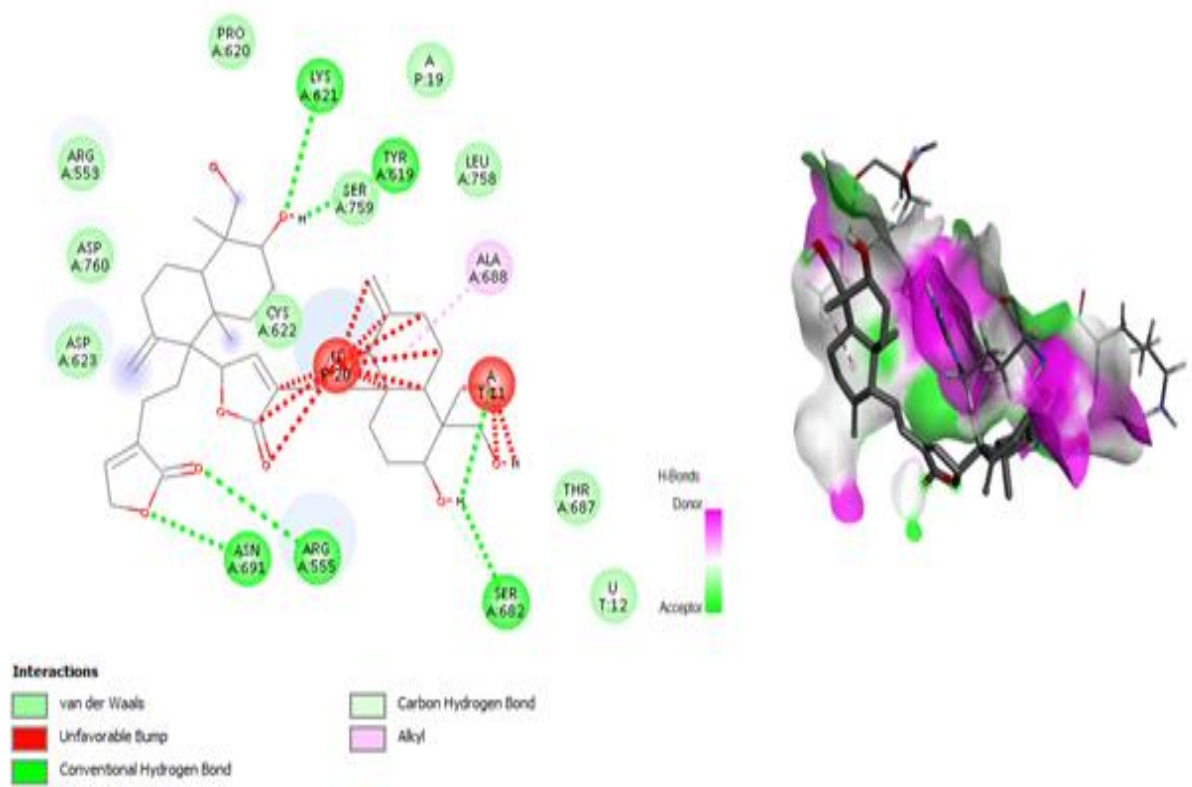 PRO
A:620
LYS
A:621
A
P:19
ARG
A:553
TYR
A:619
LEU
A:758
SER
A:759
H
ASP
A:760
ALA
A:688
CYS
A:622
ASP
A:623
P:20
A
T:11
O
O
O
O
H
H
THR
A:687
ASN
A:691
ARG
A:555
SER
A:682
U
T:12
H-Bonds
Donor
Acceptor
Interactions
van der Waals
Unfavorable Bump
Conventional Hydrogen Bond
Carbon Hydrogen Bond
Alkyl